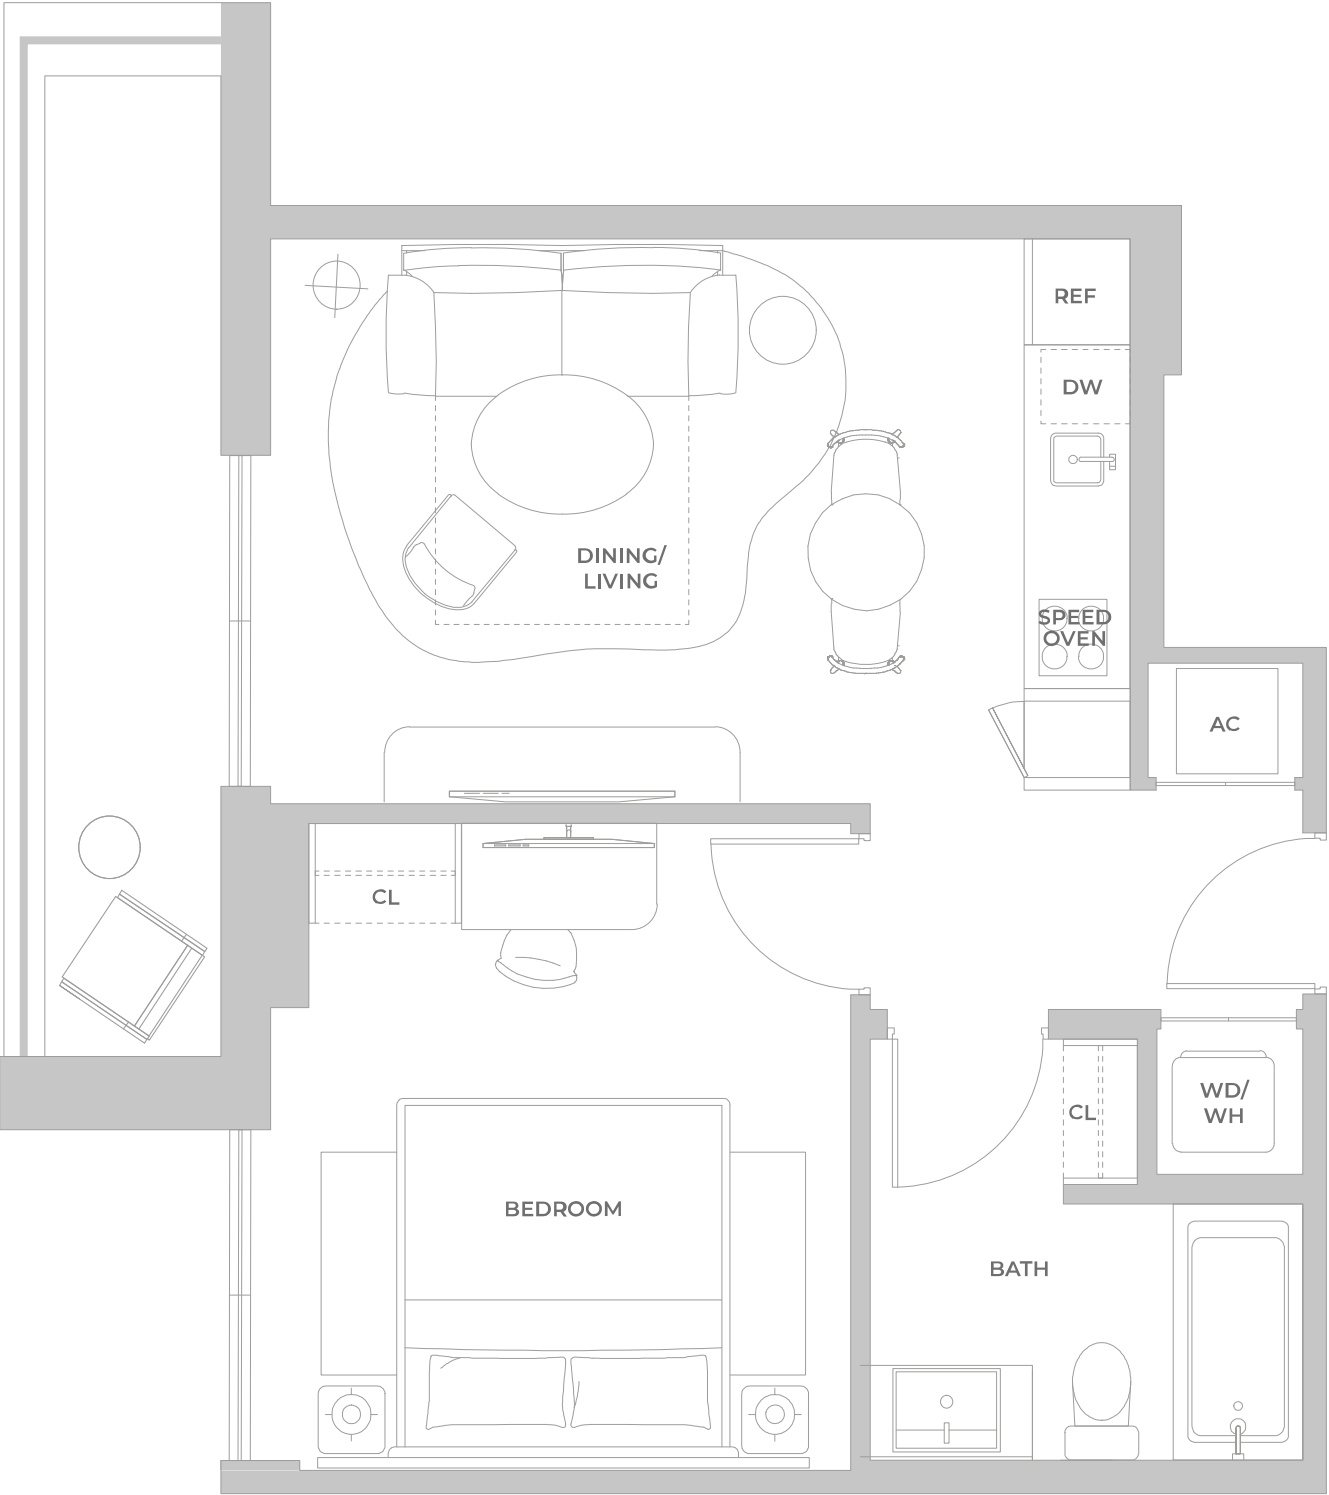 REF
DW
DINING/
LIVING
SPEED
OVEN
AC
CL
WD/
WH
CL
BEDROOM
BATH